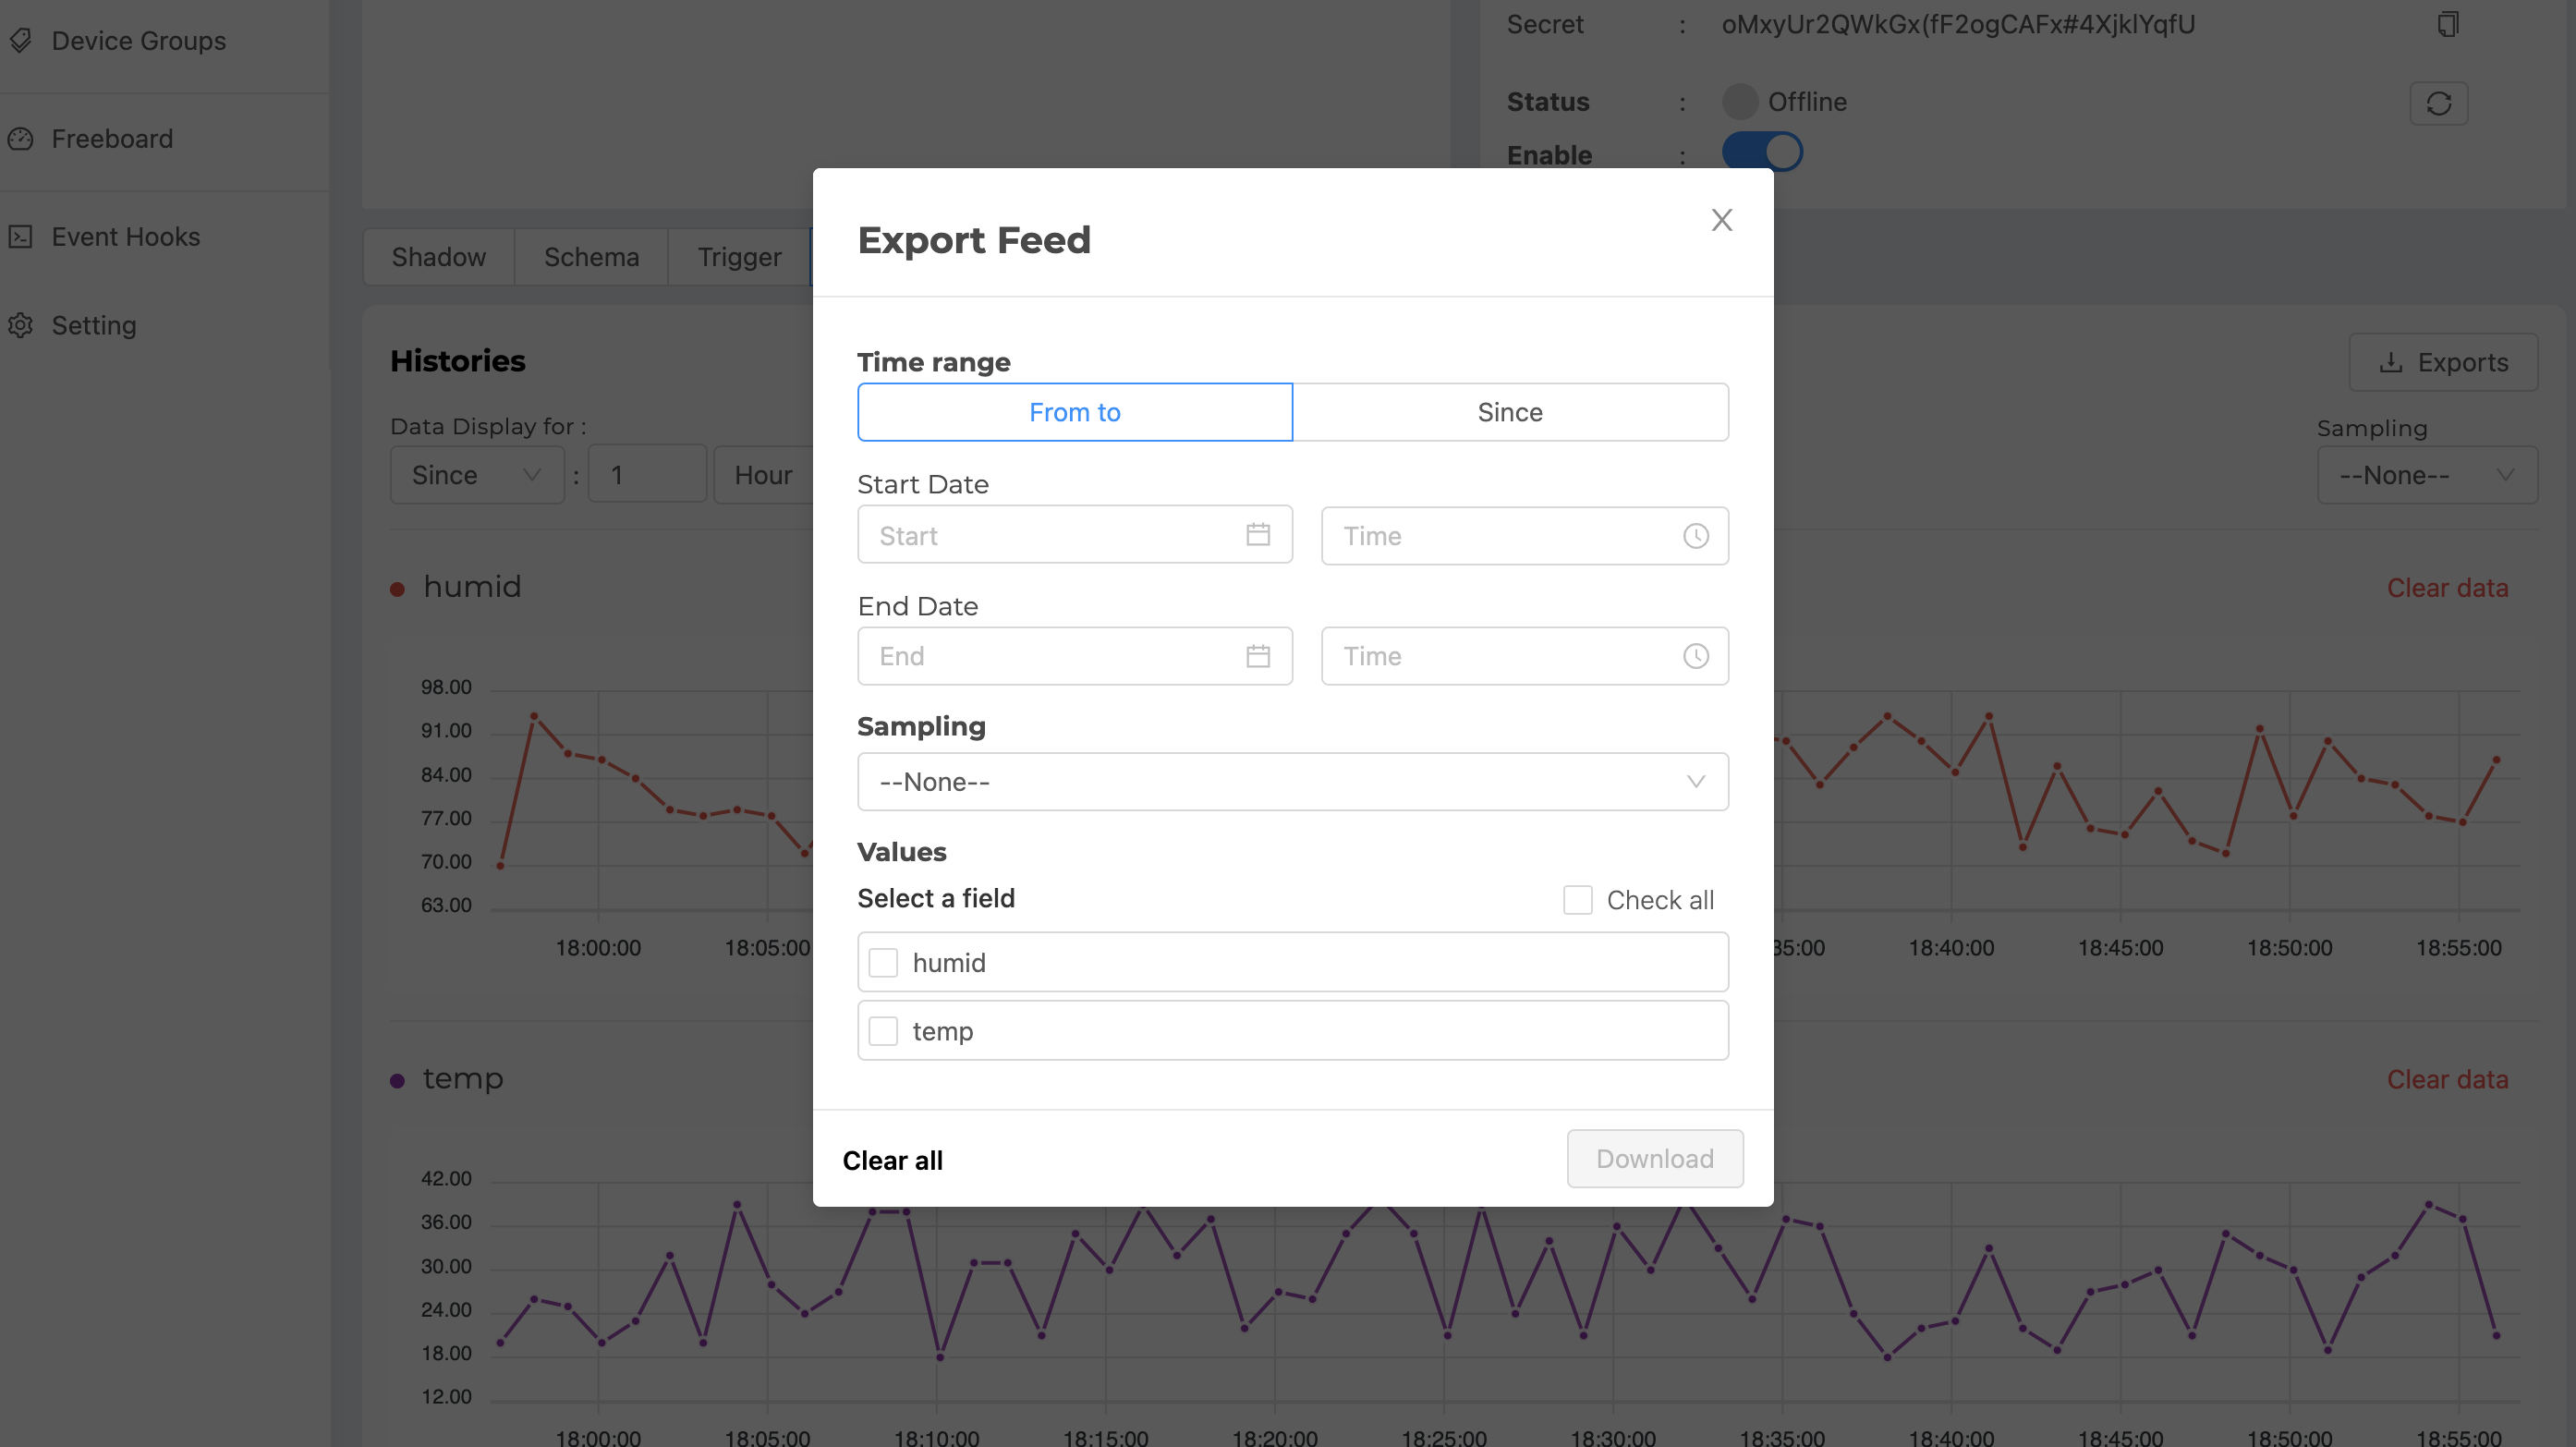 Device Groups
Freeboard
Event Hooks
Setting
Secret : oMxyUr2QWkGx(fF2ogCAFx#4XjklYqfU
Status : Offline
Enable :
Shadow Schema Trigger
Histories
Exports
Data Display for :
Since : 1 Hour
Sampling
--None--
humid
Clear data
98.00
91.00
84.00
77.00
70.00
63.00
18:00:00 18:05:00 35:00 18:40:00 18:45:00 18:50:00 18:55:00
temp
Clear data
42.00
36.00
30.00
24.00
18.00
12.00
18:00:00 18:05:00 18:10:00 18:15:00 18:20:00 18:25:00 18:30:00 18:35:00 18:40:00 18:45:00 18:50:00 18:55:00
Export Feed
Time range
From to Since
Start Date
Start Time
End Date
End Time
Sampling
--None--
Values
Select a field Check all
humid
temp
Clear all Download